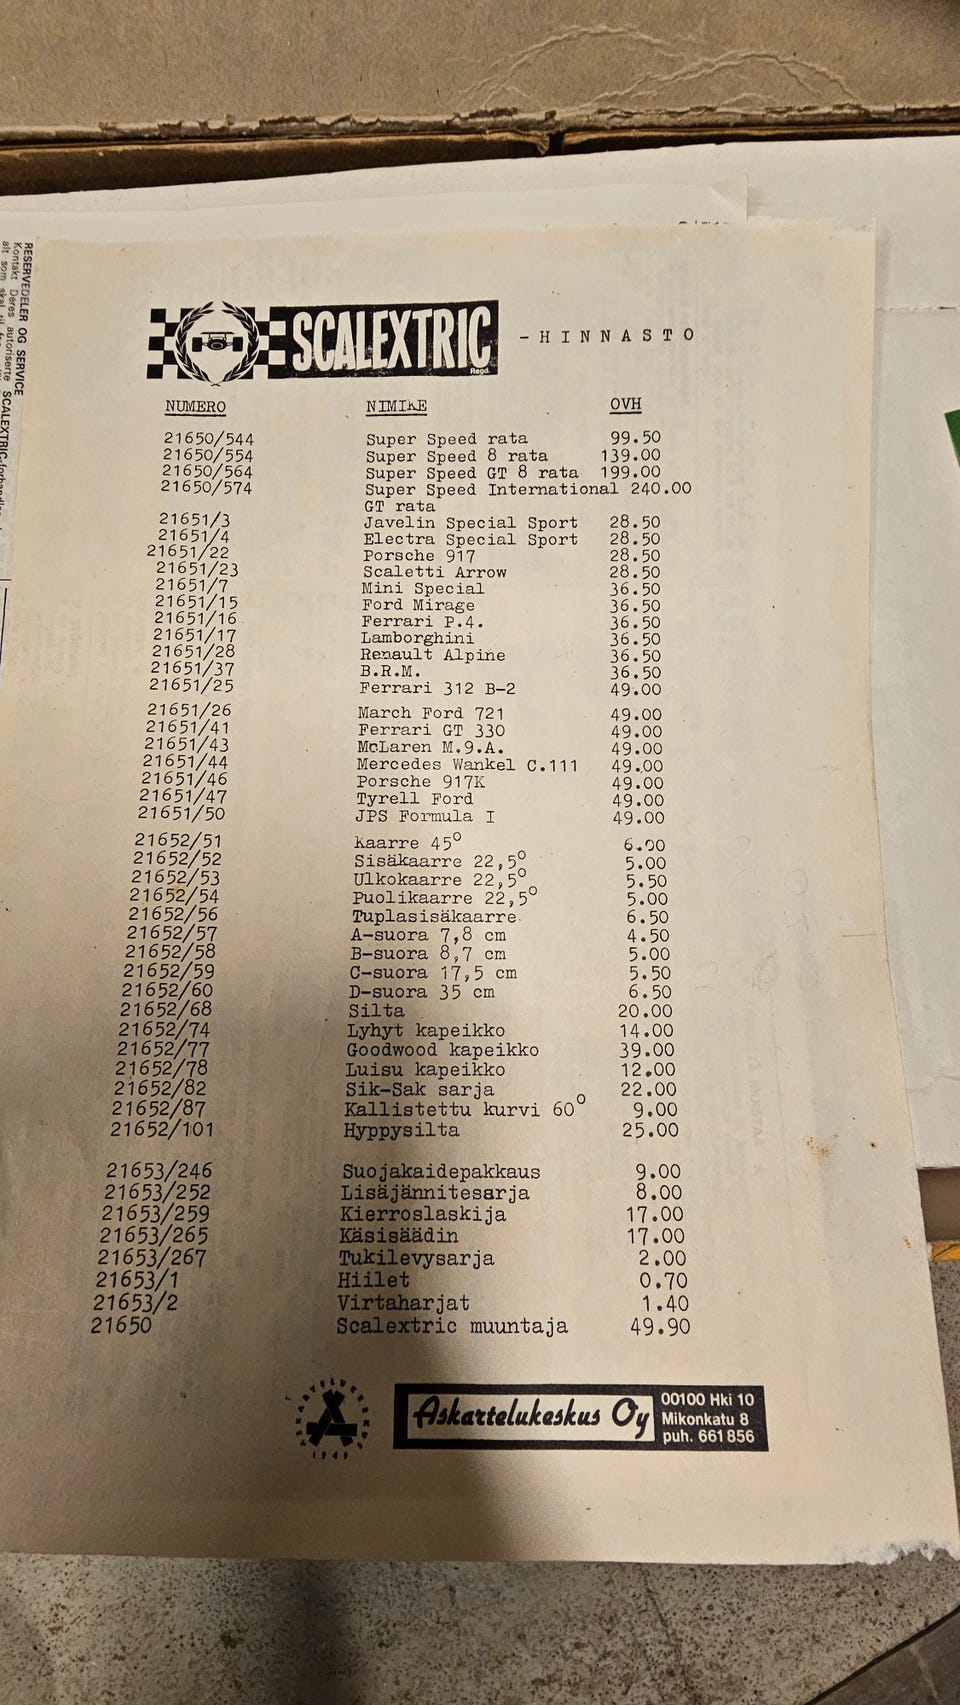 RESERVEDELER OG SERVICE
Kontakt Deres autoriserte SCALEXTRIC-forhandler
alt som skal til
SCALEXTRIC
Regd.
-HINNASTO
NUMERO NIMIKE OVH
21650/544 Super Speed rata 99.50
21650/554 Super Speed 8 rata 139.00
21650/564 Super Speed GT 8 rata 199.00
21650/574 Super Speed International 240.00
GT rata
21651/3 Javelin Special Sport 28.50
21651/4 Electra Special Sport 28.50
21651/22 Porsche 917 28.50
21651/23 Scaletti Arrow 28.50
21651/7 Mini Special 36.50
21651/15 Ford Mirage 36.50
21651/16 Ferrari P.4. 36.50
21651/17 Lamborghini 36.50
21651/28 Renault Alpine 36.50
21651/37 B.R.M. 36.50
21651/25 Ferrari 312 B-2 49.00
21651/26 March Ford 721 49.00
21651/41 Ferrari GT 330 49.00
21651/43 McLaren M.9.A. 49.00
21651/44 Mercedes Wankel C.111 49.00
21651/46 Porsche 917K 49.00
21651/47 Tyrell Ford 49.00
21651/50 JPS Formula I 49.00
21652/51 Kaarre 45° 6.00
21652/52 Sisäkaarre 22,5° 5.00
21652/53 Ulkokaarre 22,5° 5.50
21652/54 Puolikaarre 22,5° 5.00
21652/56 Tuplasisäkaarre 6.50
21652/57 A-suora 7,8 cm 4.50
21652/58 B-suora 8,7 cm 5.00
21652/59 C-suora 17,5 cm 5.50
21652/60 D-suora 35 cm 6.50
21652/68 Silta 20.00
21652/74 Lyhyt kapeikko 14.00
21652/77 Goodwood kapeikko 39.00
21652/78 Luisu kapeikko 12.00
21652/82 Sik-Sak sarja 22.00
21652/87 Kallistettu kurvi 60° 9.00
21652/101 Hyppysilta 25.00
21653/246 Suojakaidepakkaus 9.00
21653/252 Lisäjännitesarja 8.00
21653/259 Kierroslaskija 17.00
21653/265 Käsisäädin 17.00
21653/267 Tukilevysarja 2.00
21653/1 Hiilet 0.70
21653/2 Virtaharjat 1.40
21650 Scalextric muuntaja 49.90
ASKARTELUKESKUS
1949
Askartelukeskus Oy
00100 Hki 10
Mikonkatu 8
puh. 661 856